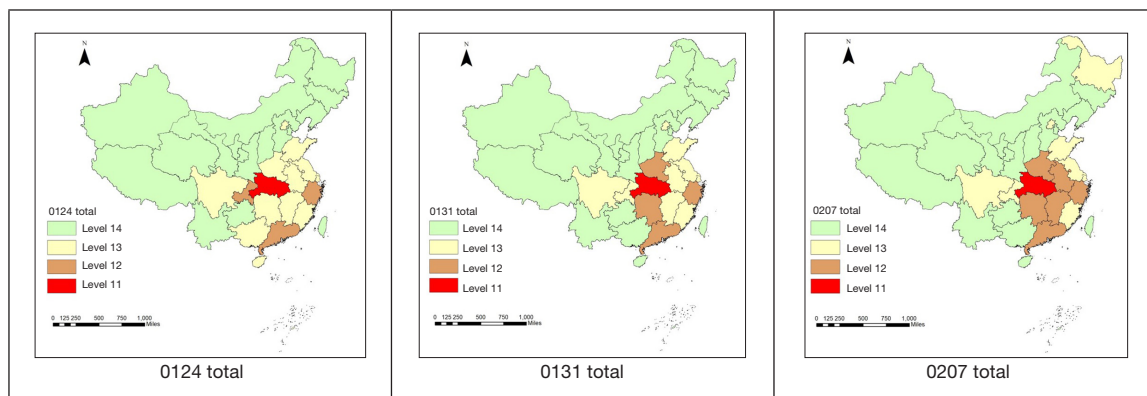 N
0124 total
Level 14
Level 13
Level 12
Level 11
0 125 250 500 750 1,000
Miles
0124 total
N
0131 total
Level 14
Level 13
Level 12
Level 11
0 125 250 500 750 1,000
Miles
0131 total
N
0207 total
Level 14
Level 13
Level 12
Level 11
0 125 250 500 750 1,000
Miles
0207 total